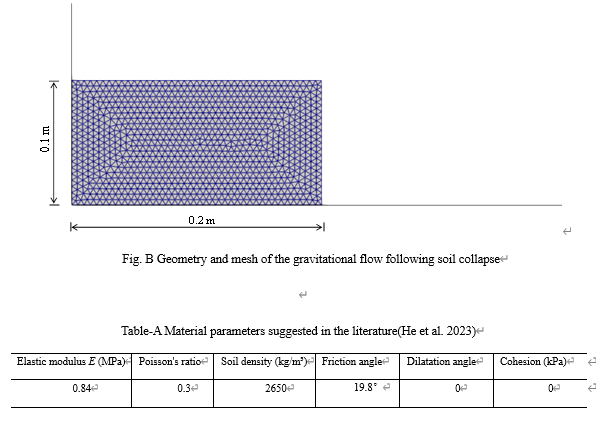 0.1 m
0.2 m
Fig. B Geometry and mesh of the gravitational flow following soil collapse
Table-A Material parameters suggested in the literature(He et al. 2023)
Elastic modulus E (MPa) Poisson's ratio Soil density (kg/m³) Friction angle Dilatation angle Cohesion (kPa)
0.84 0.3 2650 19.8° 0 0